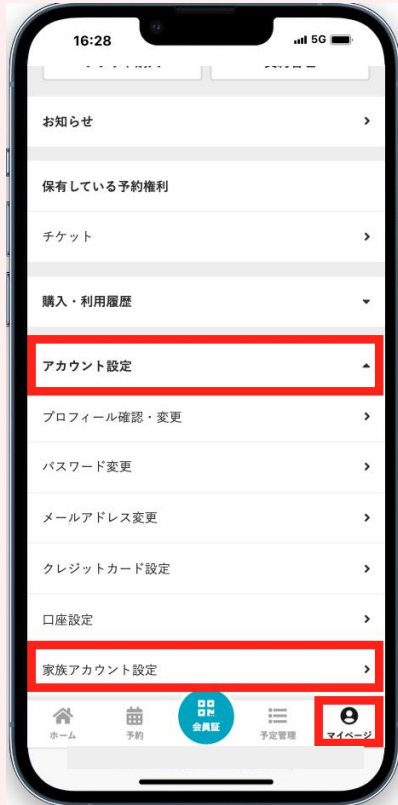 16:28
5G
お知らせ
保有している予約権利
チケット
購入・利用履歴
アカウント設定
プロフィール確認・変更
パスワード変更
メールアドレス変更
クレジットカード設定
口座設定
家族アカウント設定
ホーム
予約
会員証
予定管理
マイページ